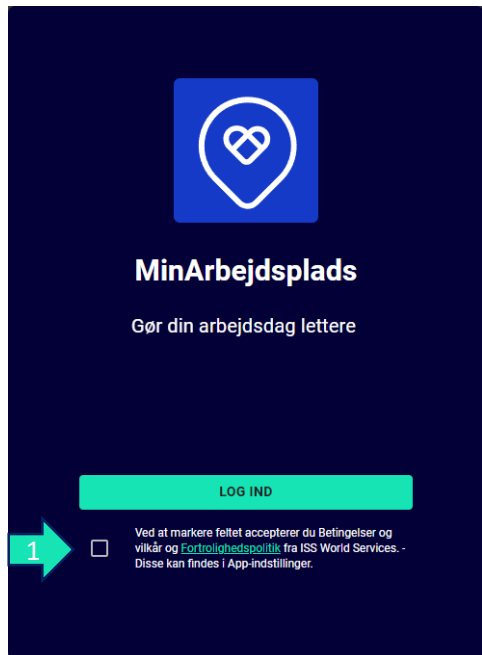 MinArbejdsplads
Gør din arbejdsdag lettere
LOG IND
1
Ved at markere feltet accepterer du Betingelser og
vilkår og Fortrolighedspolitik fra ISS World Services. -
Disse kan findes i App-indstillinger.